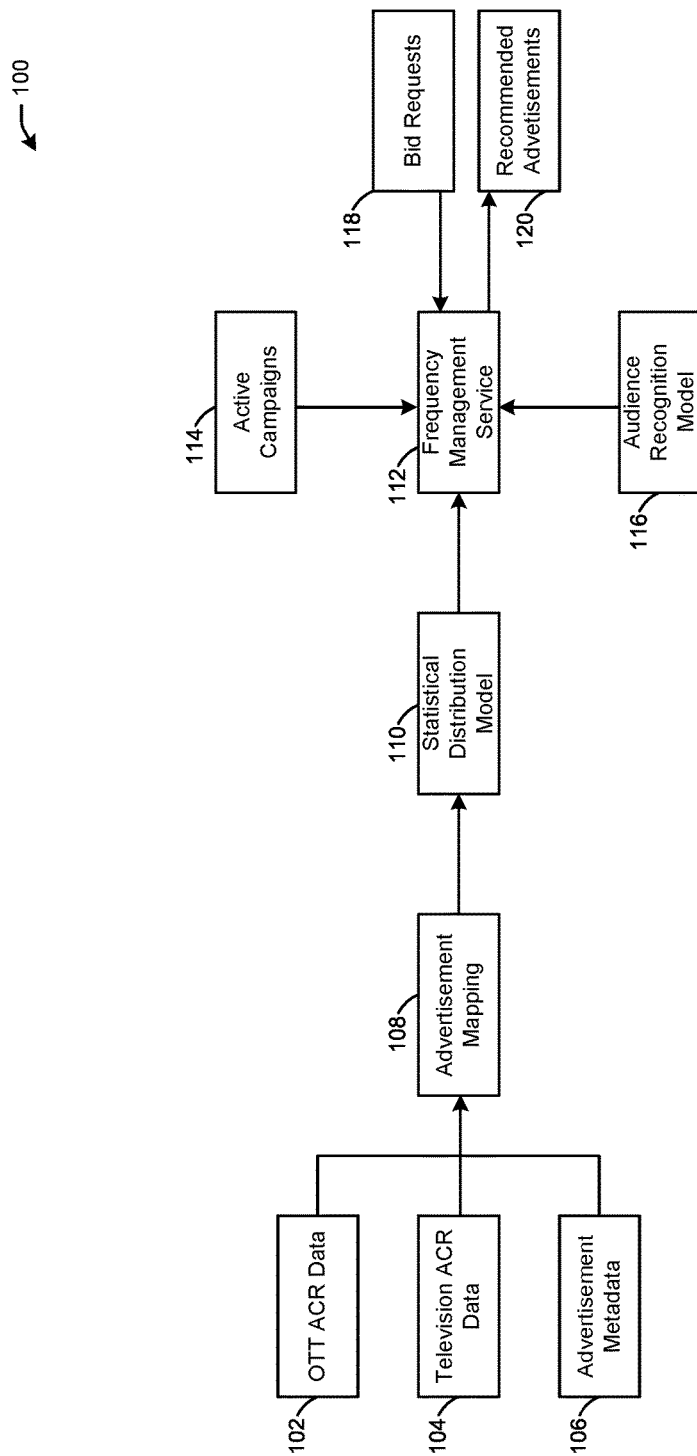 100
102
OTT ACR Data
104
Television ACR
Data
106
Advertisement
Metadata
108
Advertisement
Mapping
110
Statistical
Distribution
Model
112
Frequency
Management
Service
114
Active
Campaigns
116
Audience
Recognition
Model
118
Bid Requests
120
Recommended
Advetisements